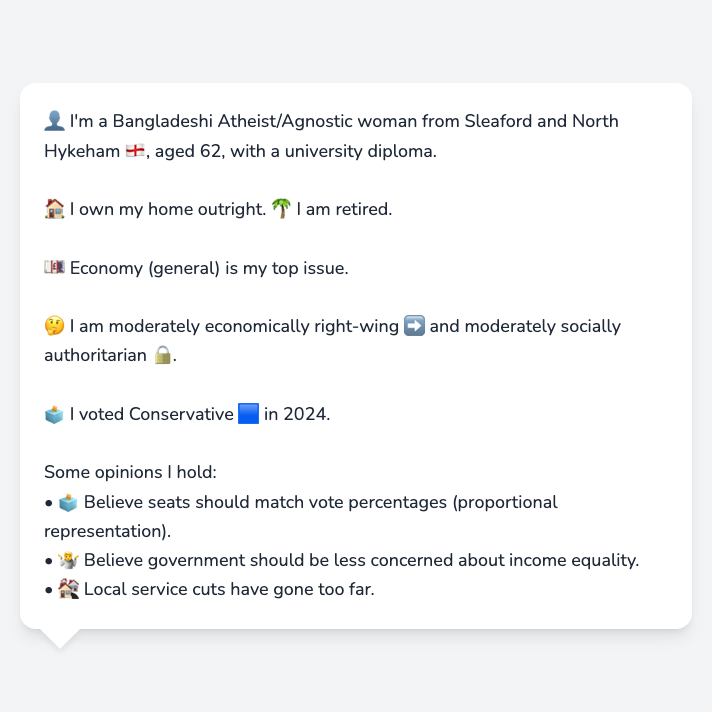 👤 I'm a Bangladeshi Atheist/Agnostic woman from Sleaford and North
Hykeham 🏴󠁧󠁢󠁥󠁮󠁧󠁿, aged 62, with a university diploma.
🏠 I own my home outright. 🌴 I am retired.
💷 Economy (general) is my top issue.
🤔 I am moderately economically right-wing ➡️ and moderately socially
authoritarian 🔒.
🗳️ I voted Conservative 🟦 in 2024.
Some opinions I hold:
• 🗳️ Believe seats should match vote percentages (proportional
representation).
• 🤷 Believe government should be less concerned about income equality.
• 🏘️ Local service cuts have gone too far.